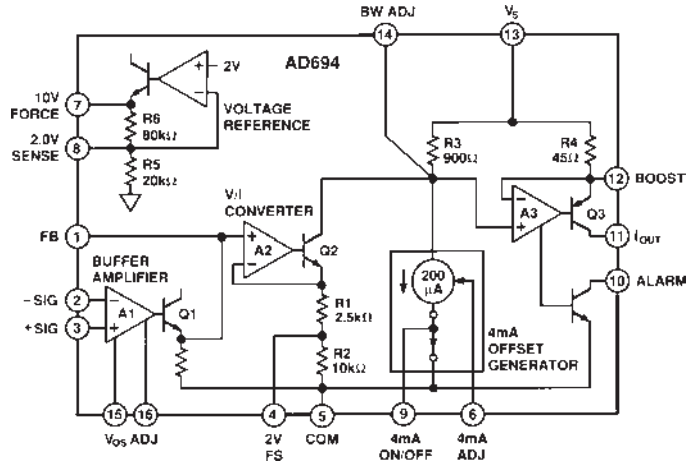 BW ADJ
VS
14
13
AD694
2V
10V
FORCE
7
VOLTAGE
REFERENCE
R6
80kΩ
2.0V
SENSE
8
R5
20kΩ
R3
900Ω
R4
45Ω
12
BOOST
V/I
CONVERTER
A3
Q3
11
IOUT
FB
1
A2
Q2
BUFFER
AMPLIFIER
200
μA
10
ALARM
–SIG
2
A1
Q1
R1
2.5kΩ
+SIG
3
4mA
OFFSET
GENERATOR
R2
10kΩ
15
16
4
5
9
6
VOS ADJ
2V
FS
COM
4mA
ON/OFF
4mA
ADJ